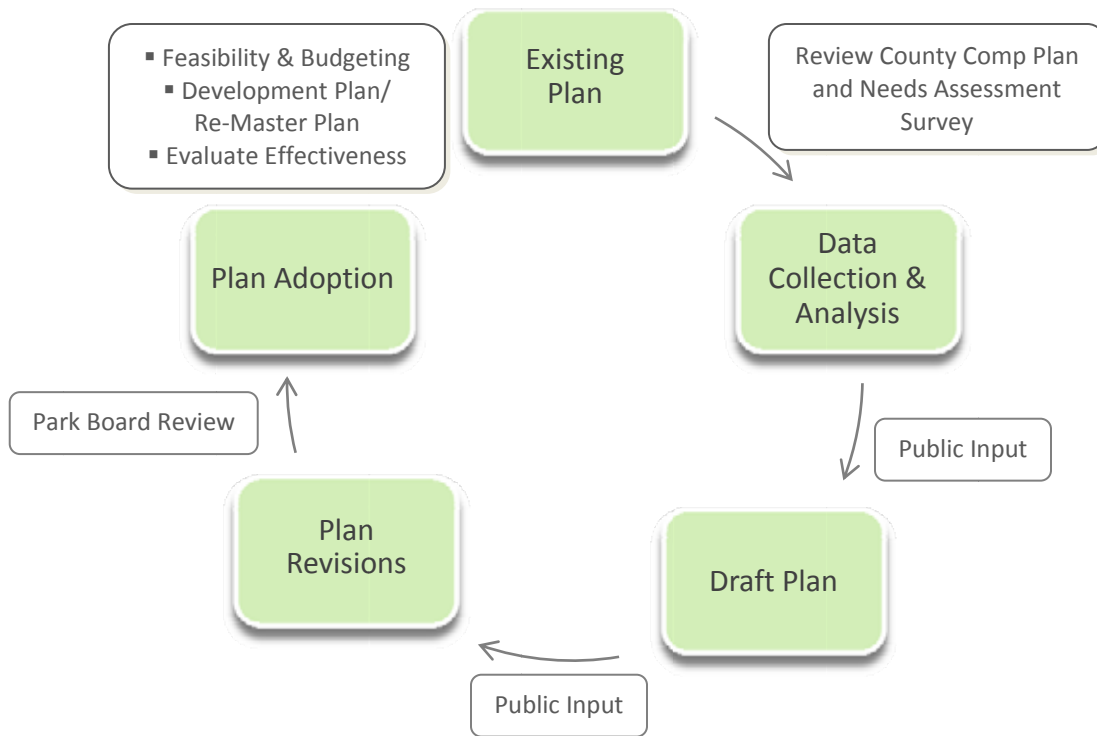 ▪ Feasibility & Budgeting
▪ Development Plan/
Re-Master Plan
▪ Evaluate Effectiveness
Existing
Plan
Review County Comp Plan
and Needs Assessment
Survey
Data
Collection &
Analysis
Public Input
Draft Plan
Public Input
Plan
Revisions
Park Board Review
Plan Adoption